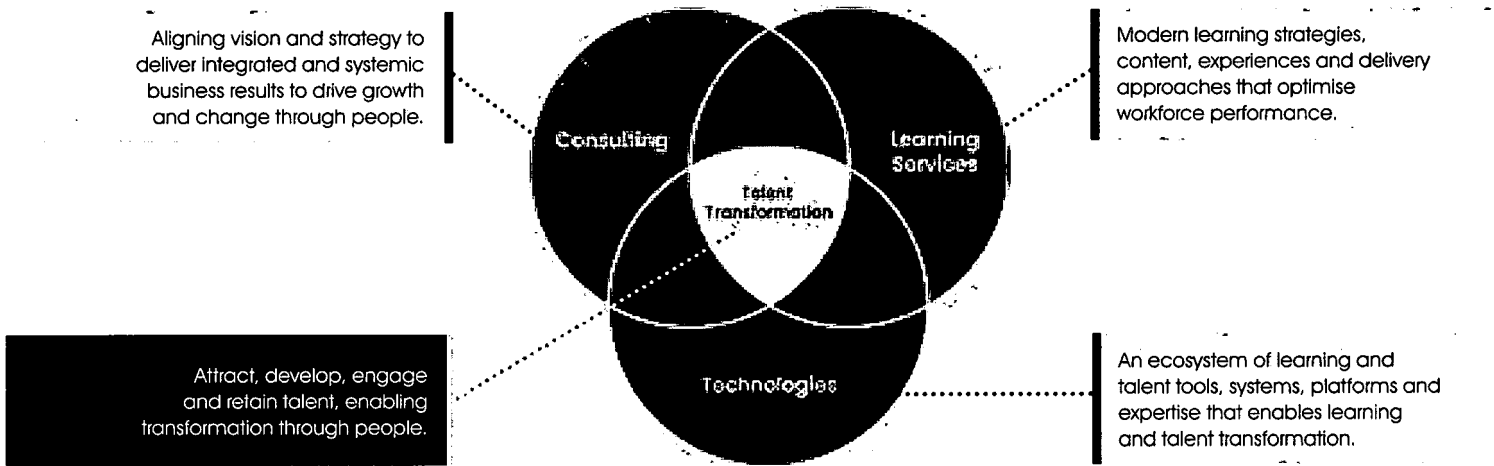 Aligning vision and strategy to
deliver integrated and systemic
business results to drive growth
and change through people.
Modern learning strategies,
content, experiences and delivery
approaches that optimise
workforce performance.
Consulting
Learning
Services
Talent
Transformation
Technologies
Attract, develop, engage
and retain talent, enabling
transformation through people.
An ecosystem of learning and
talent tools, systems, platforms and
expertise that enables learning
and talent transformation.